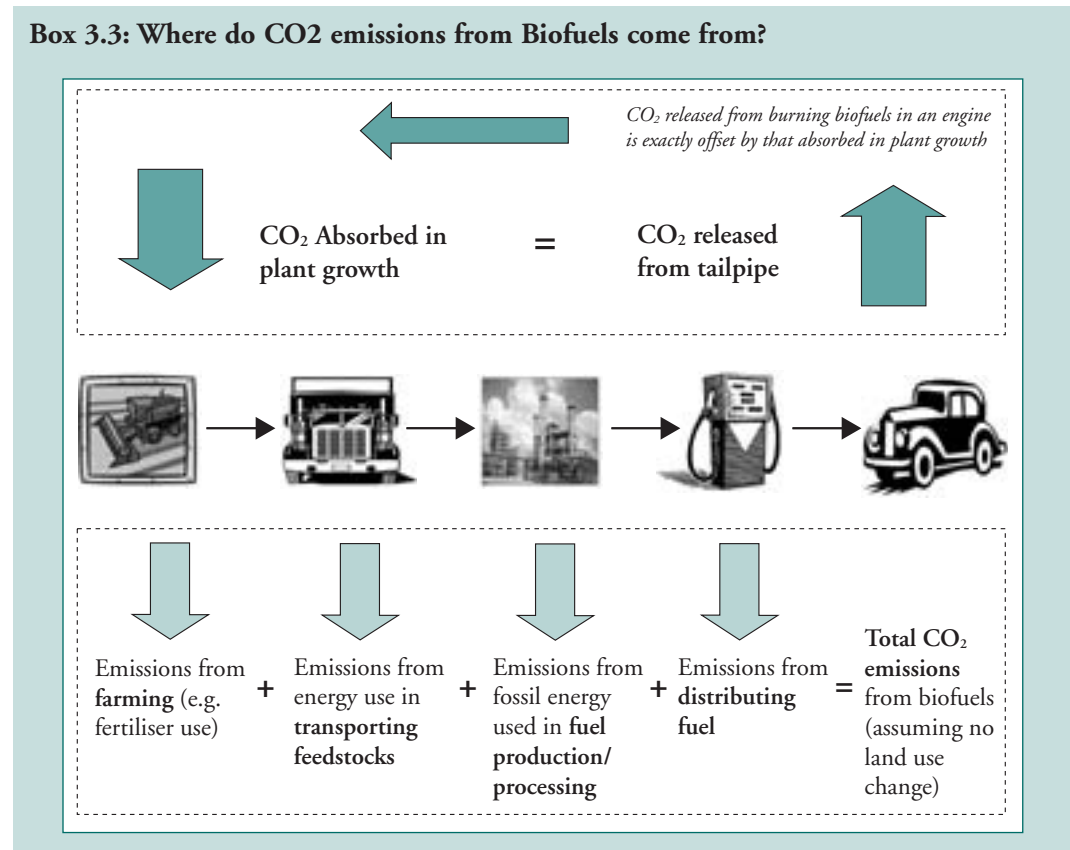 Box 3.3: Where do CO2 emissions from Biofuels come from?
CO₂ released from burning biofuels in an engine
is exactly offset by that absorbed in plant growth
CO₂ Absorbed in
plant growth
=
CO₂ released
from tailpipe
Emissions from
farming (e.g.
fertiliser use)
+
Emissions from
energy use in
transporting
feedstocks
+
Emissions from
fossil energy
used in fuel
production/
processing
+
Emissions from
distributing
fuel
=
Total CO₂
emissions
from biofuels
(assuming no
land use
change)